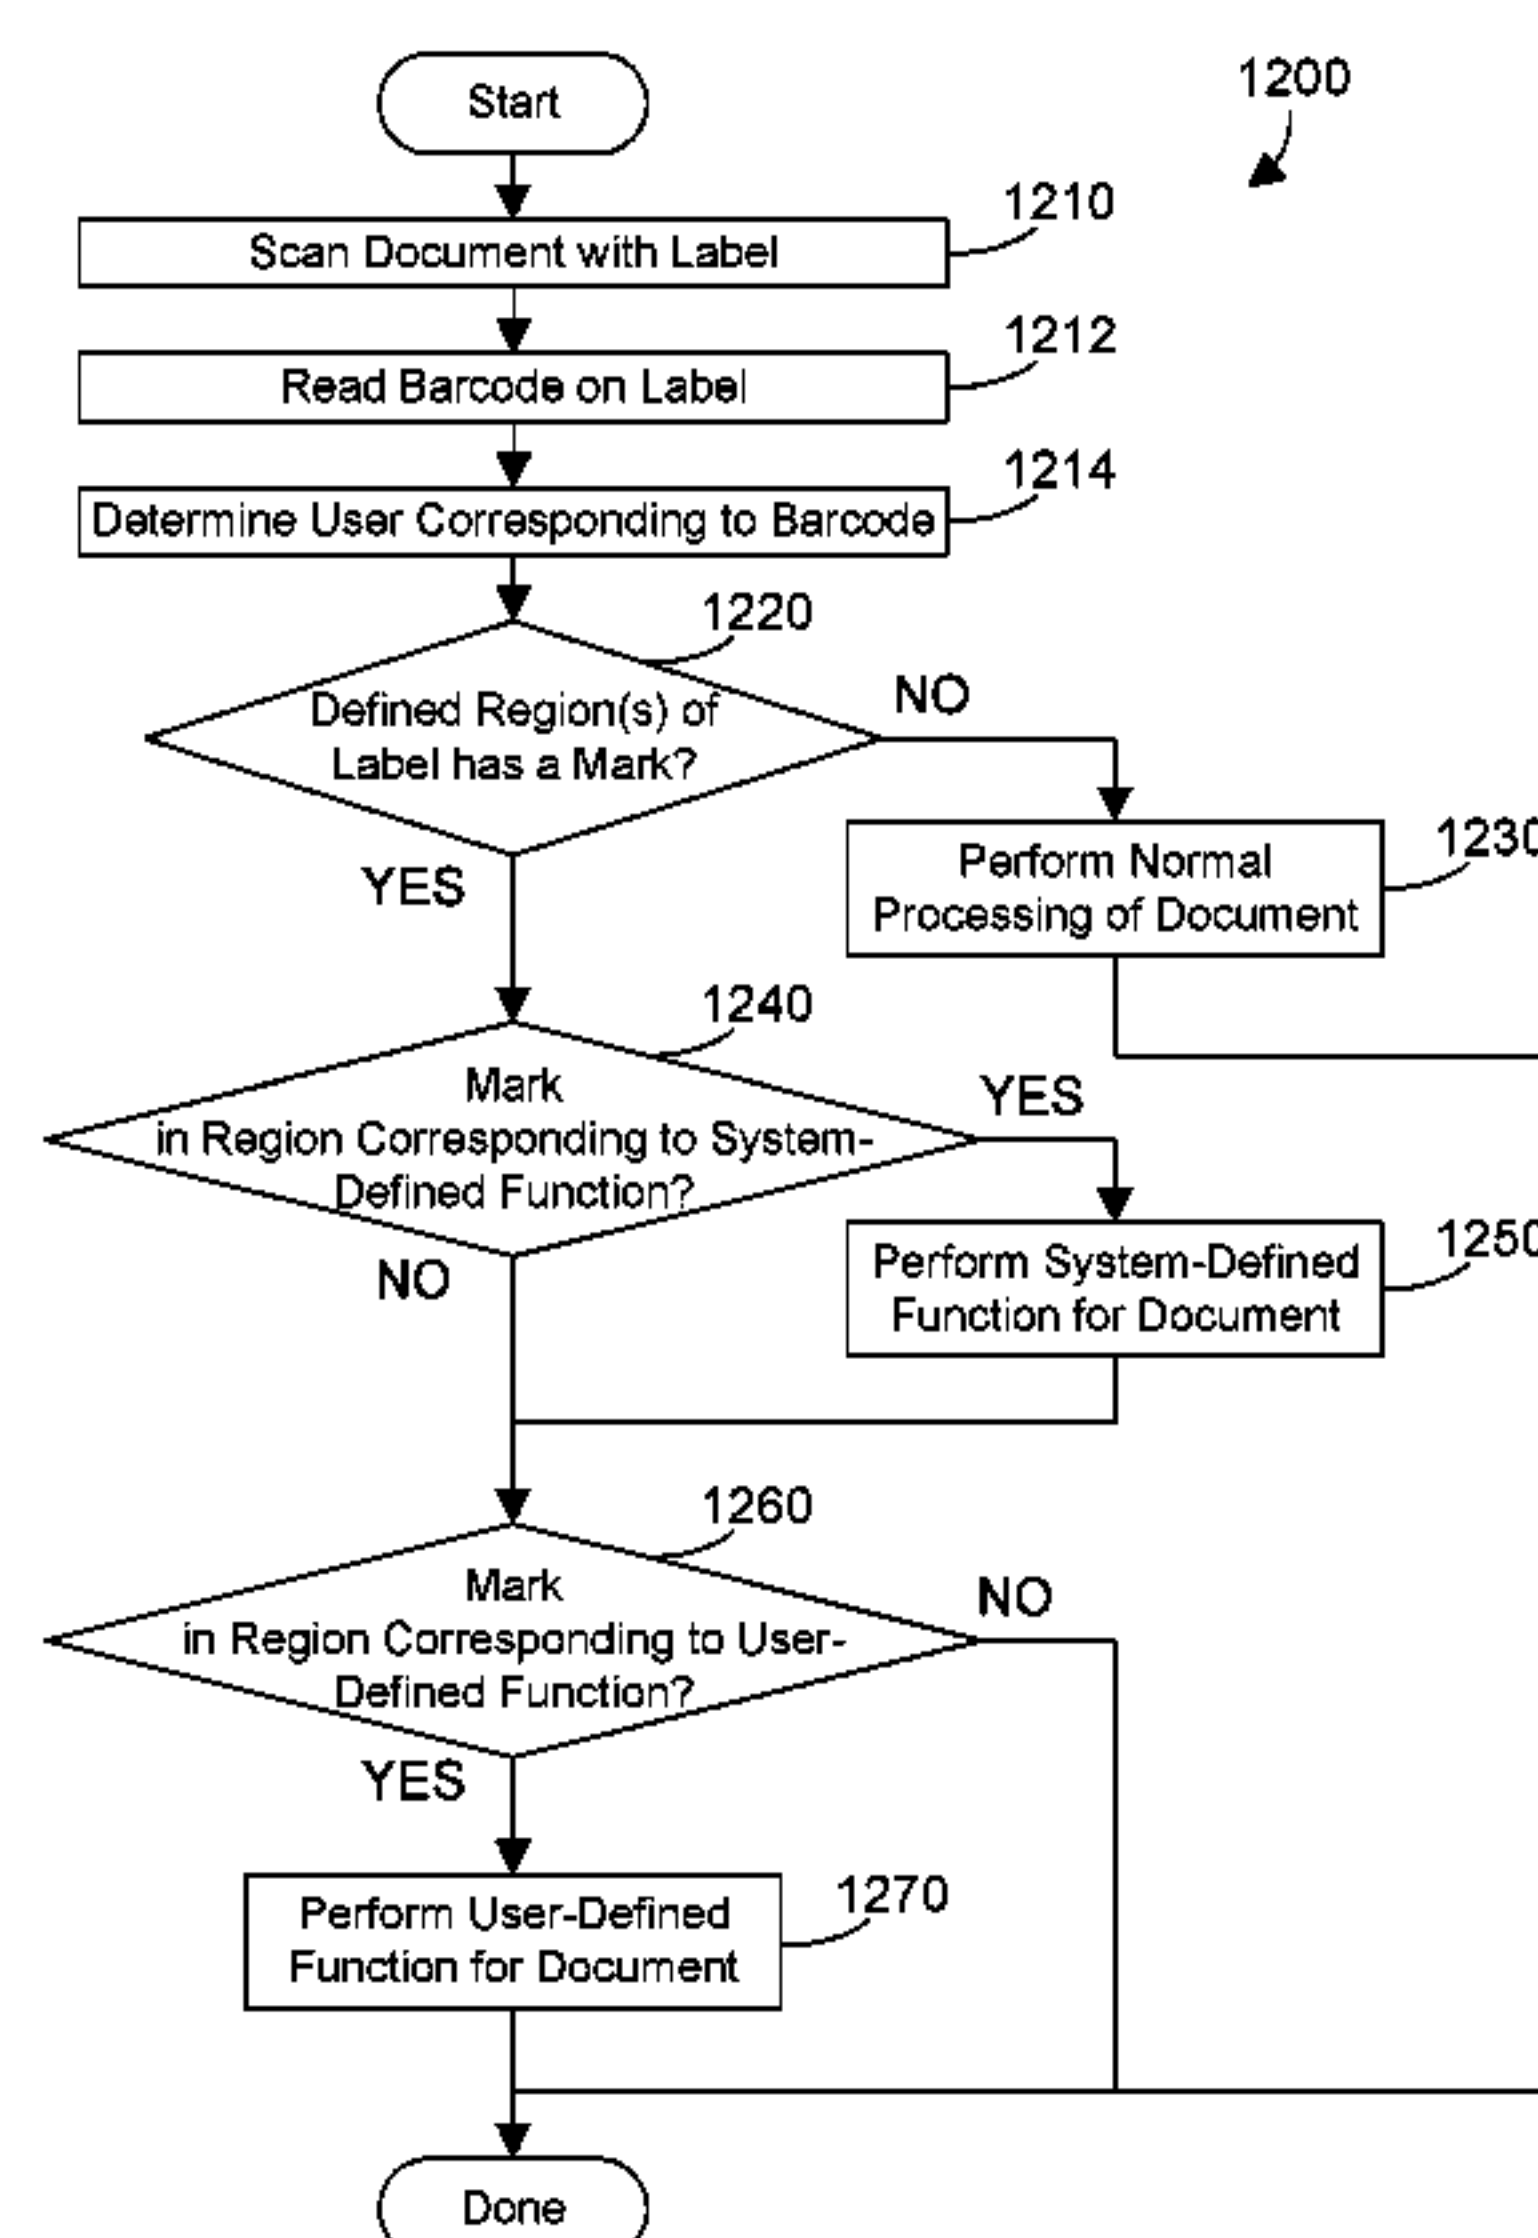 Start
1200
1210
Scan Document with Label
1212
Read Barcode on Label
1214
Determine User Corresponding to Barcode
1220
Defined Region(s) of
Label has a Mark?
NO
YES
1230
Perform Normal
Processing of Document
1240
Mark
in Region Corresponding to System-
Defined Function?
YES
NO
1250
Perform System-Defined
Function for Document
1260
Mark
in Region Corresponding to User-
Defined Function?
NO
YES
1270
Perform User-Defined
Function for Document
Done